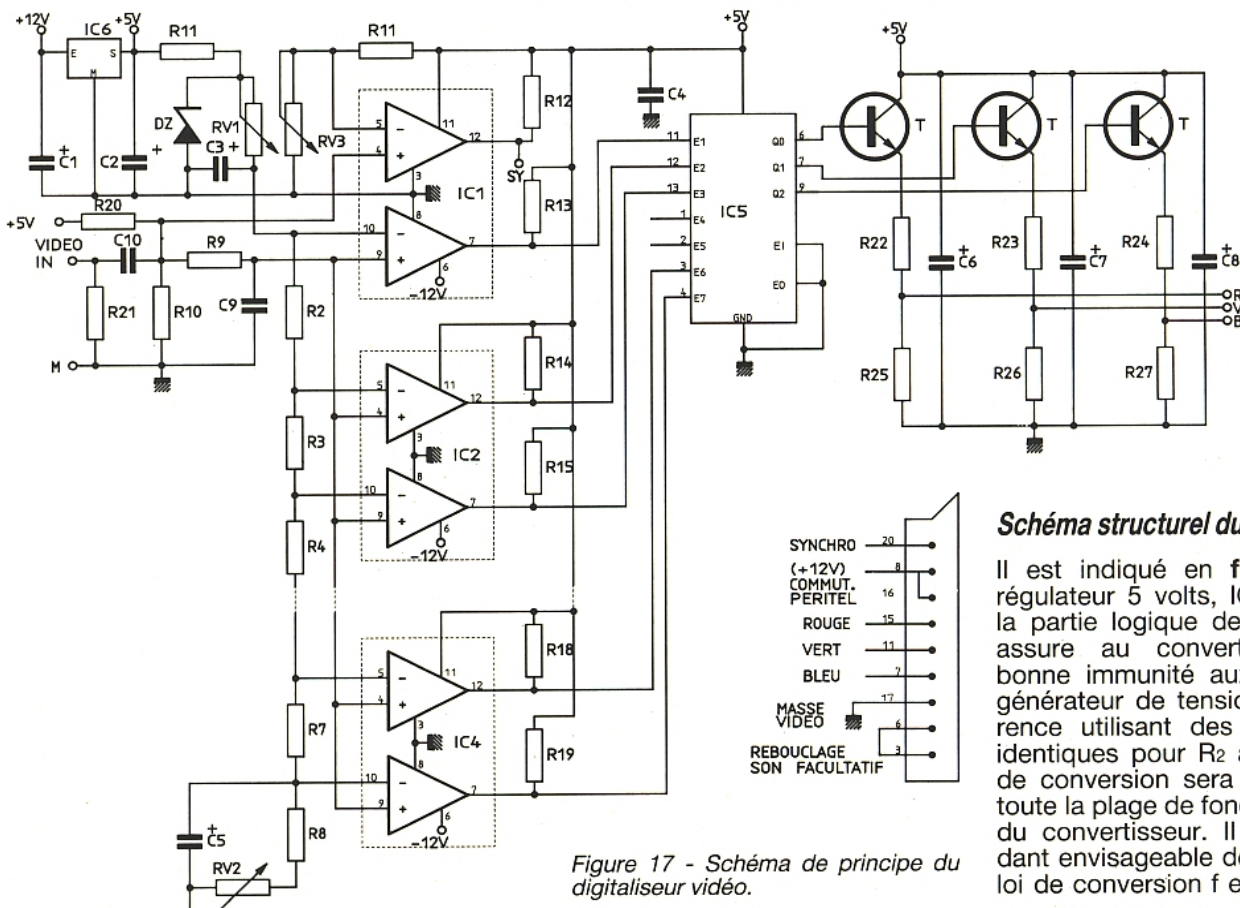 +12V
IC6
+5V
R11
E
S
M
DZ
RV1
C3
+
C1
+
C2
+
R20
+5V
VIDEO
IN
C10
R9
R21
R10
C9
M
R11
RV3
5
4
11
12
3
SY
IC1
R12
R13
8
10
9
7
6
-12V
R2
R3
R4
R7
R8
C5
+
RV2
5
4
11
12
3
IC2
R14
R15
8
10
9
7
6
-12V
5
4
11
12
3
IC4
R18
R19
8
10
9
7
6
-12V
+5V
C4
11 E1
12 E2
13 E3
1 E4
2 E5
3 E6
4 E7
IC5
Q0 6
Q1 7
Q2 9
EI
E0
GND
+5V
T
T
T
R22
R23
R24
C6
+
C7
+
C8
+
R25
R26
R27
R
V
B
SYNCHRO 20
(+12V) 8
COMMUT.
PERITEL 16
ROUGE 15
VERT 11
BLEU 7
MASSE 17
VIDEO
6
REBOUCLAGE 3
SON FACULTATIF
Figure 17 - Schéma de principe du
digitaliseur vidéo.
Schéma structurel du
Il est indiqué en f
régulateur 5 volts, IC
la partie logique de
assure au convert
bonne immunité aux
générateur de tension
rence utilisant des
identiques pour R2 a
de conversion sera
toute la plage de fonc
du convertisseur. Il
dant envisageable de
loi de conversion f e